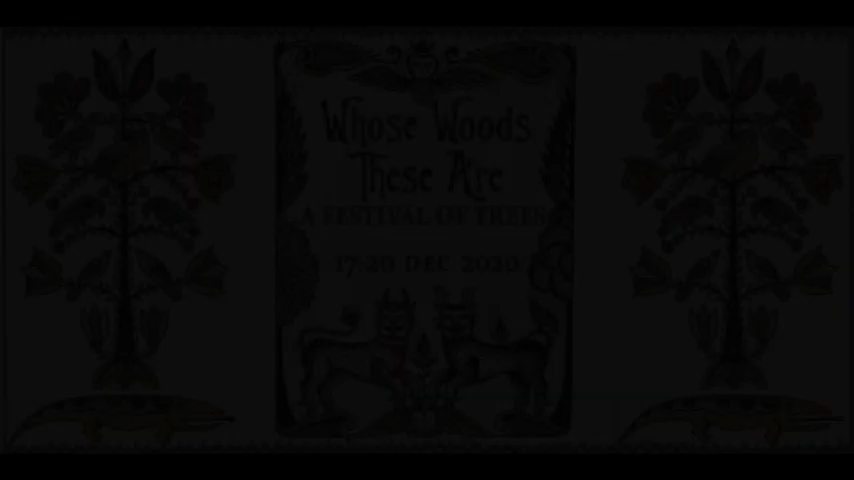 Whose Woods
These Are
A FESTIVAL OF TREES
17-20 DEC 2020